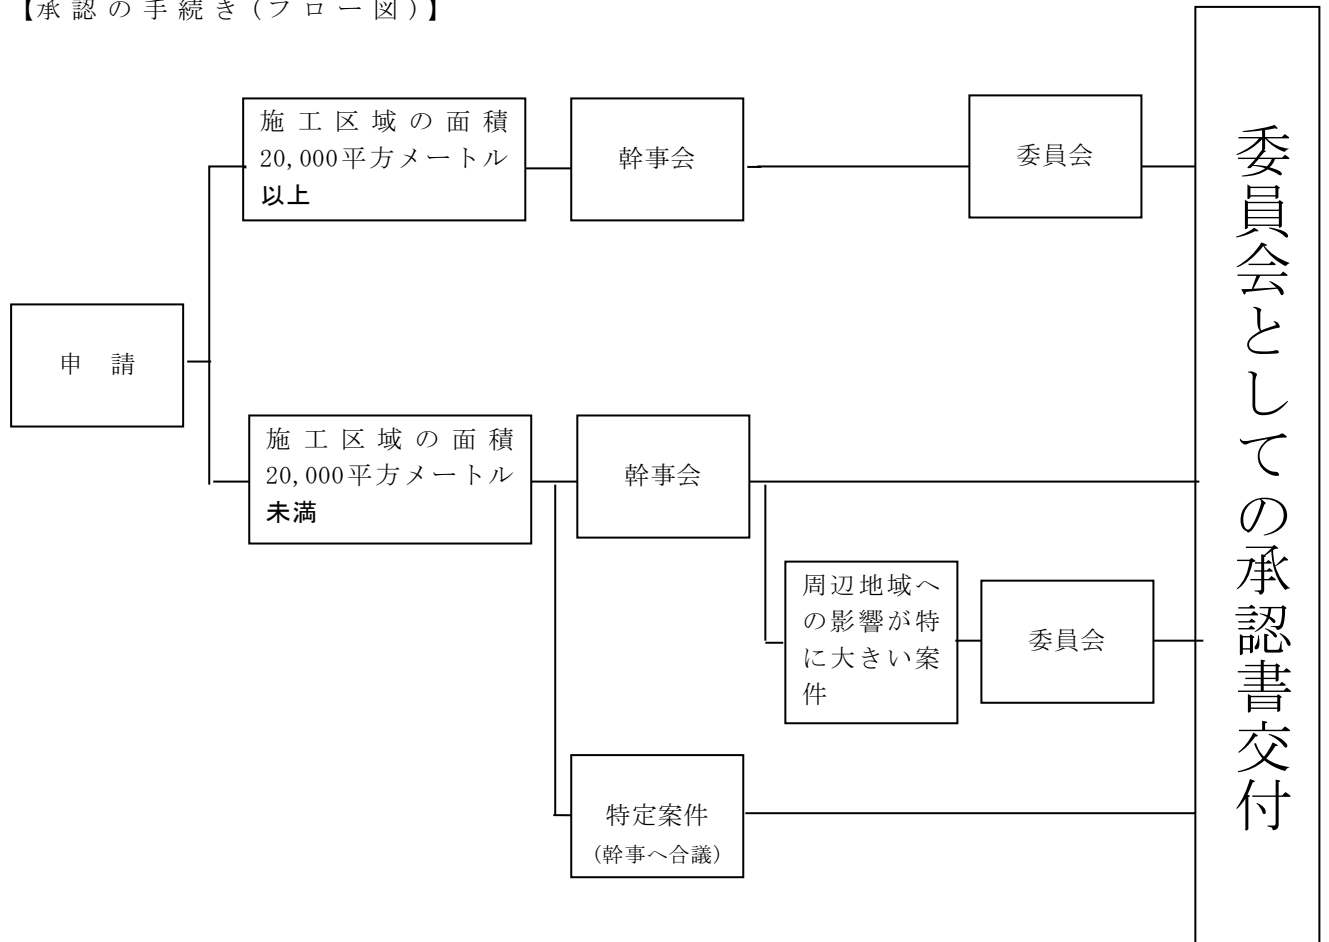 【承認の手続き(フロー図)】
施工区域の面積
20,000平方メートル
以上
幹事会
委員会
申 請
施工区域の面積
20,000平方メートル
未満
幹事会
周辺地域へ
の影響が特
に大きい案
件
委員会
特定案件
(幹事へ合議)
委員会としての承認書交付